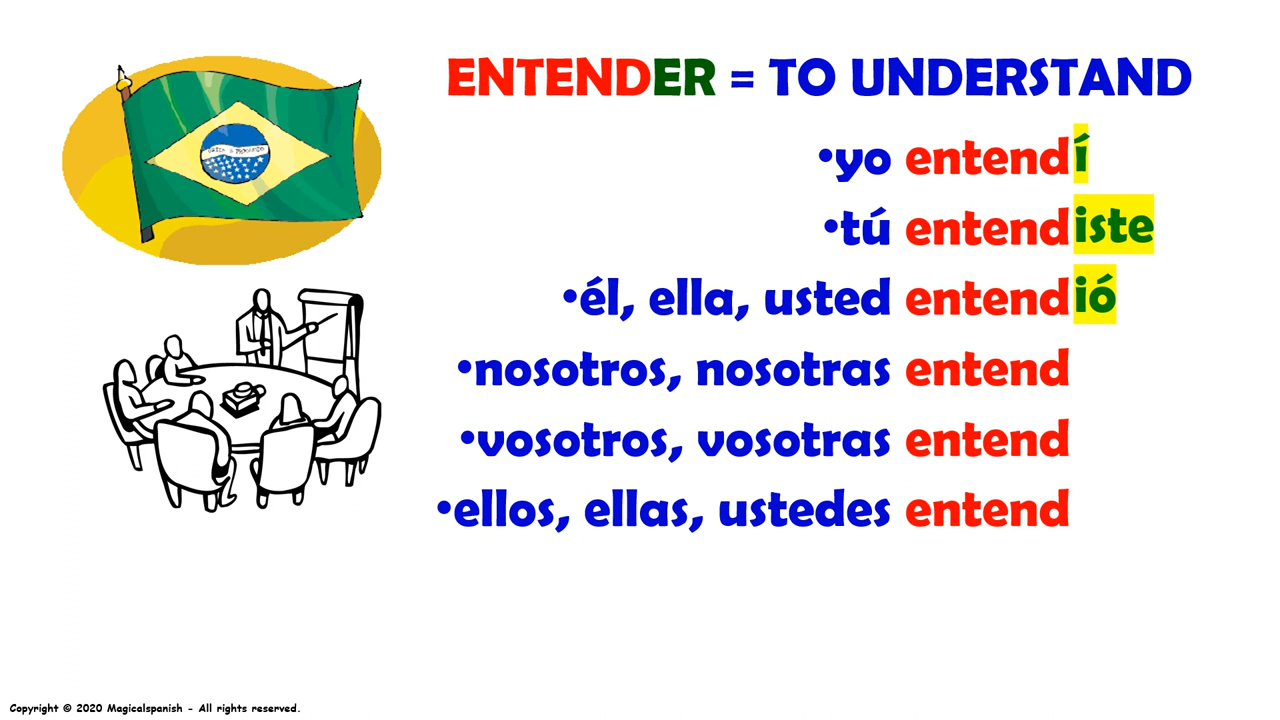 ENTENDER = TO UNDERSTAND
•yo entendí
•tú entendiste
•él, ella, usted entendió
•nosotros, nosotras entend
•vosotros, vosotras entend
•ellos, ellas, ustedes entend
Copyright © 2020 Magicalspanish - All rights reserved.